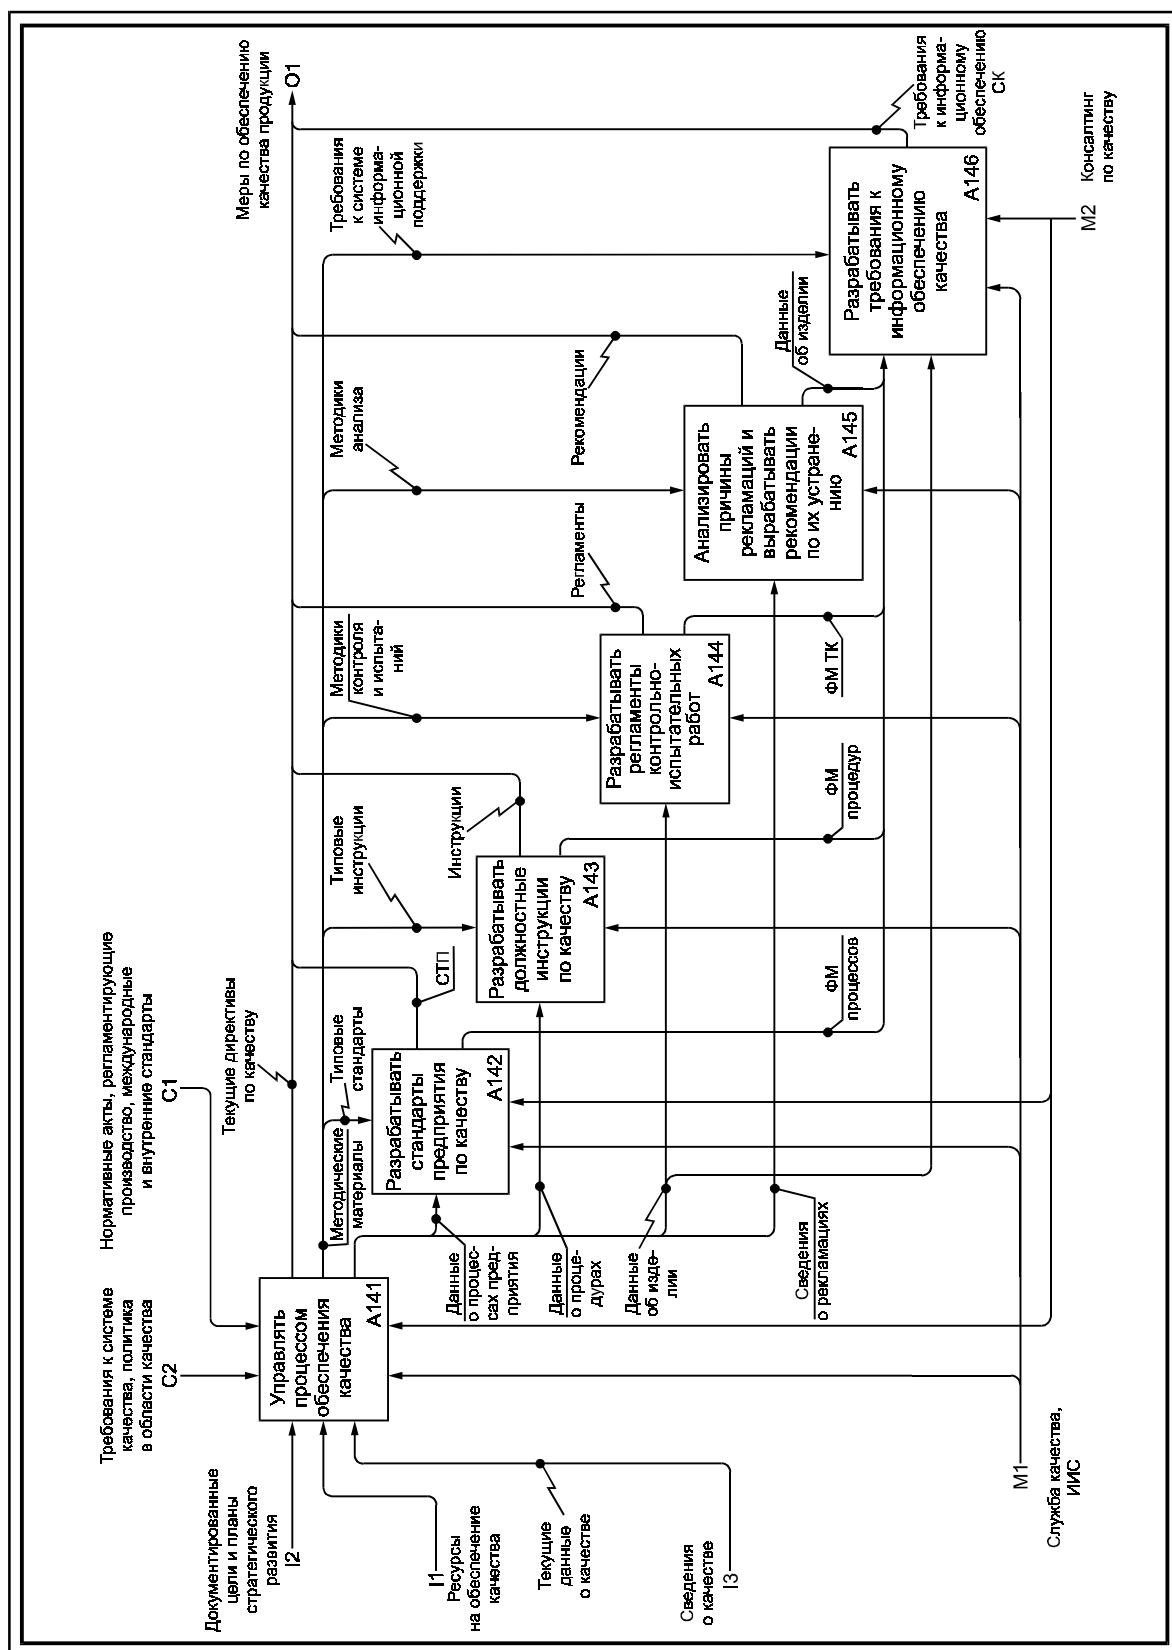 Нормативные акты, регламентирующие
производство, международные
и внутренние стандарты
C1
Требования к системе
качества, политика
в области качества
C2
Документированные
цели и планы
стратегического
развития
I2
I1
Ресурсы
на обеспечение
качества
Текущие
данные
о качестве
Сведения
о качестве
I3
Управлять
процессом
обеспечения
качества
A141
Текущие директивы
по качеству
Методические
материалы
Типовые
стандарты
Разрабатывать
стандарты
предприятия
по качеству
A142
СТП
Данные
о процес-
сах пред-
приятия
Данные
о проце-
дурах
Данные
об изде-
лии
Сведения
о рекламациях
Типовые
инструкции
Разрабатывать
должностные
инструкции
по качеству
A143
Инструкции
ФМ
процессов
ФМ
процедур
Методики
контроля
и испыта-
ний
Разрабатывать
регламенты
контрольно-
испытательных
работ
A144
Регламенты
ФМ ТК
Методики
анализа
Анализировать
причины
рекламаций и
вырабатывать
рекомендации
по их устране-
нию
A145
Рекомендации
Данные
об изделии
Требования
к системе
информа-
ционной
поддержки
Разрабатывать
требования к
информационному
обеспечению
качества
A146
Требования
к информа-
ционному
обеспечению
СК
Меры по обеспечению
качества продукции
O1
M1
Служба качества,
ИИС
M2
Консалтинг
по качеству